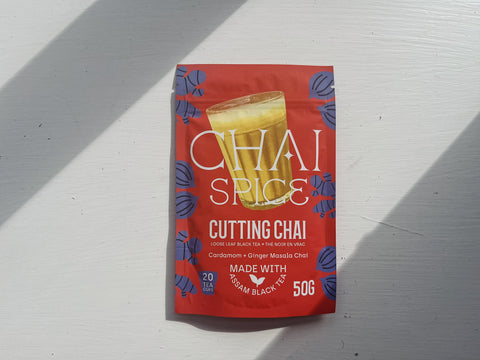 CHAI
SPICE
CUTTING CHAI
LOOSE LEAF BLACK TEA • THÉ NOIR EN VRAC
Cardamom • Ginger Masala Chai
MADE WITH
ASSAM BLACK TEA
20
TEA
50G